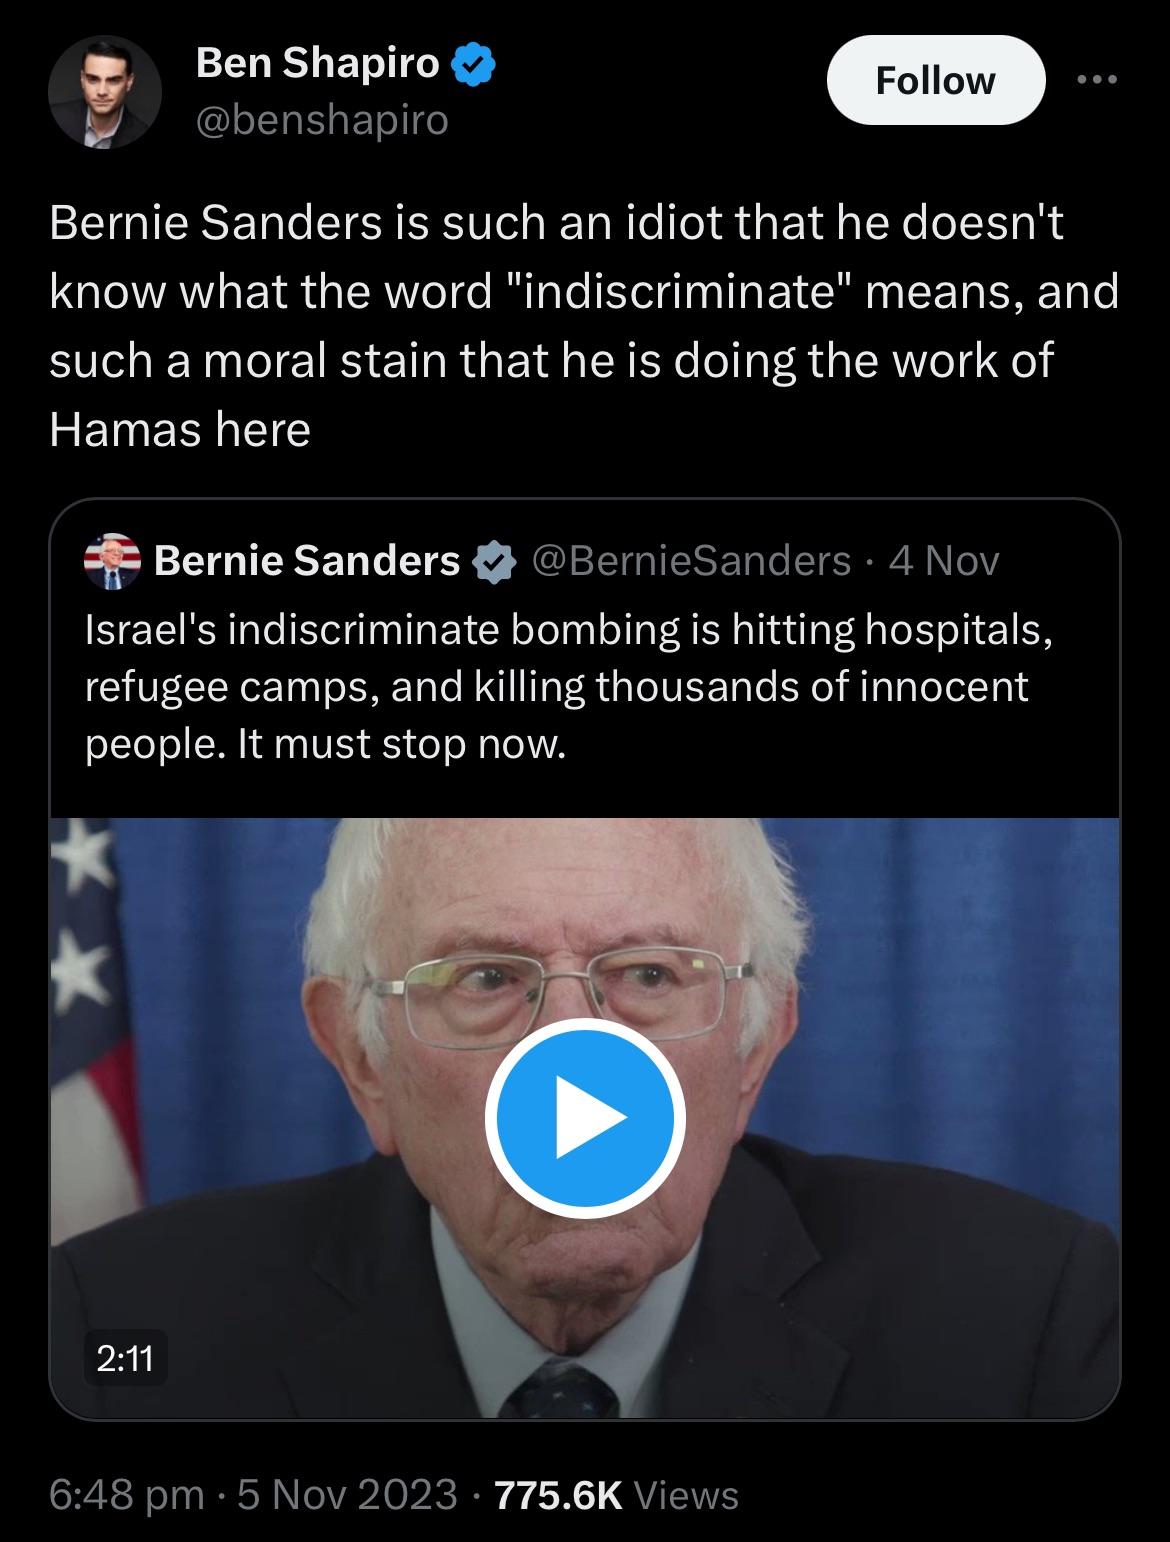 Ben Shapiro
Follow
@benshapiro
Bernie Sanders is such an idiot that he doesn't
know what the word "indiscriminate" means, and
such a moral stain that he is doing the work of
Hamas here
Bernie Sanders @BernieSanders · 4 Nov
Israel's indiscriminate bombing is hitting hospitals,
refugee camps, and killing thousands of innocent
people. It must stop now.
2:11
6:48 pm · 5 Nov 2023 · 775.6K Views